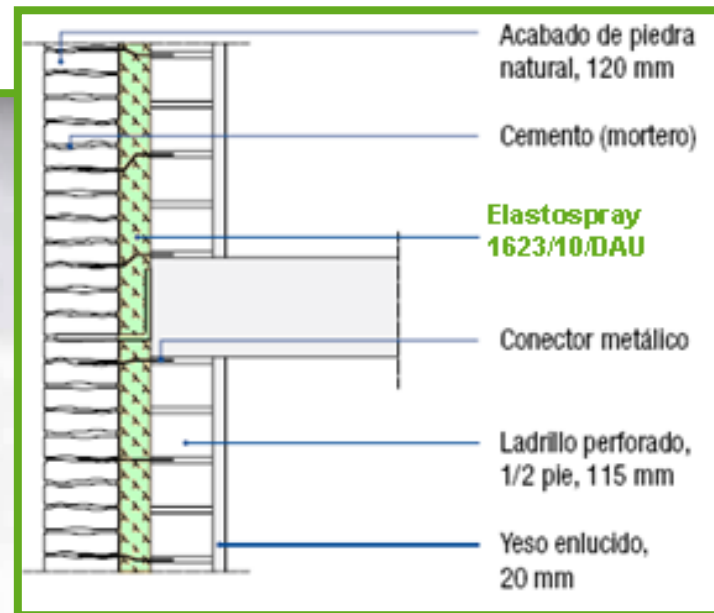 Acabado de piedra
natural, 120 mm
Cemento (mortero)
Elastospray
1623/10/DAU
Conector metálico
Ladrillo perforado,
1/2 pie, 115 mm
Yeso enlucido,
20 mm